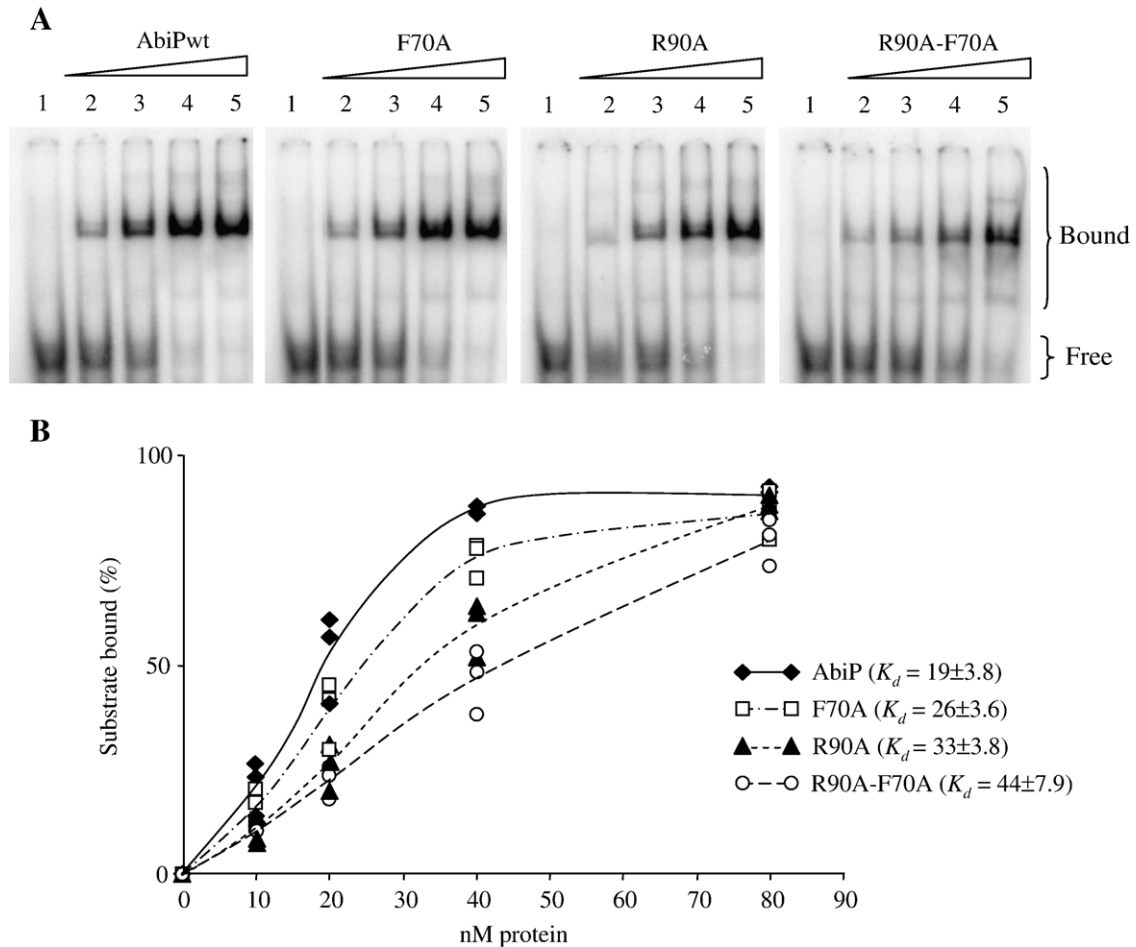 A
AbiPwt F70A R90A R90A-F70A
1 2 3 4 5 1 2 3 4 5 1 2 3 4 5 1 2 3 4 5
Bound
Free
B
Substrate bound (%)
100
50
0
0 10 20 30 40 50 60 70 80 90
nM protein
AbiP (Kd = 19±3.8)
F70A (Kd = 26±3.6)
R90A (Kd = 33±3.8)
R90A-F70A (Kd = 44±7.9)